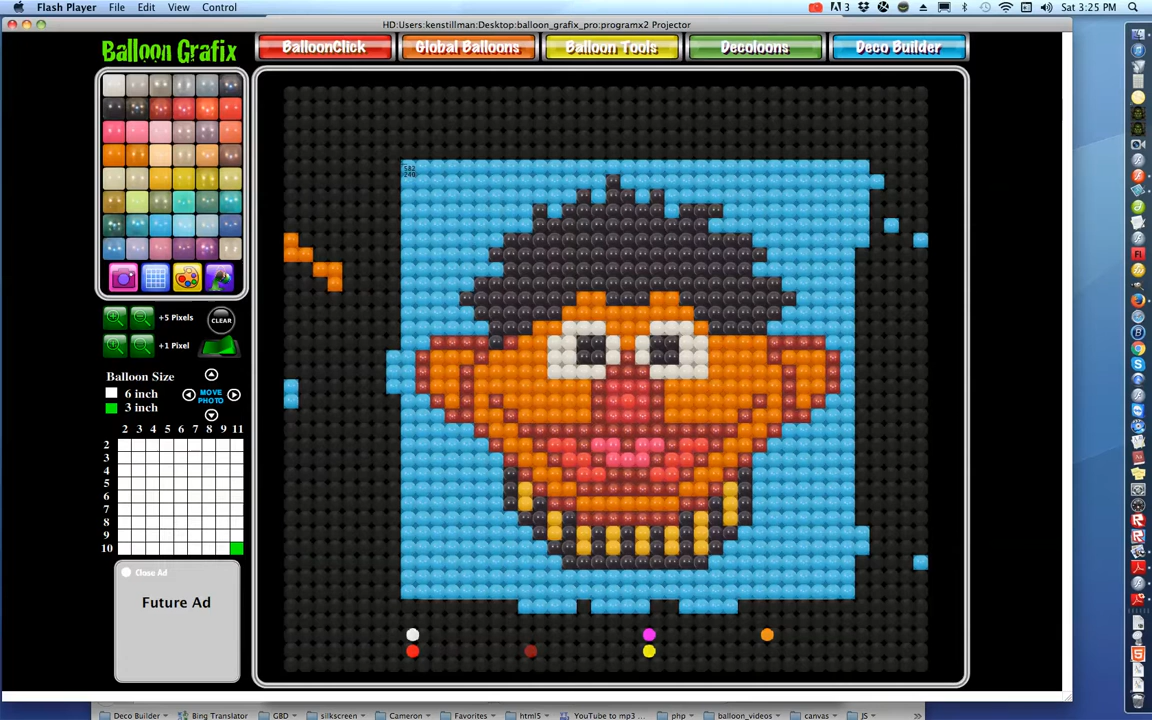 Flash Player File Edit View Control
3 Sat 3:25 PM
HD:Users:kenstillman:Desktop:balloon_grafix_pro:programx2 Projector
Balloon Grafix
BalloonClick Global Balloons Balloon Tools Decoloons Deco Builder
582
240
+5 Pixels
CLEAR
+1 Pixel
Balloon Size
6 inch
3 inch
MOVE
PHOTO
2 3 4 5 6 7 8 9 11
2
3
4
5
6
7
8
9
10
Close Ad
Future Ad
Deco Builder Bing Translator GBD silkscreen Cameron Favorites html5 YouTube to mp3 ... php balloon_videos canvas JS »